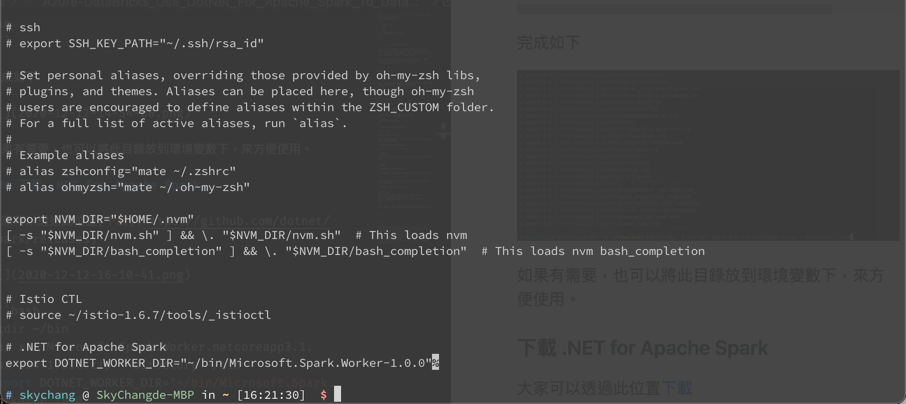 # ssh
# export SSH_KEY_PATH="~/.ssh/rsa_id"
# Set personal aliases, overriding those provided by oh-my-zsh libs,
# plugins, and themes. Aliases can be placed here, though oh-my-zsh
# users are encouraged to define aliases within the ZSH_CUSTOM folder.
# For a full list of active aliases, run `alias`.
#
# Example aliases
# alias zshconfig="mate ~/.zshrc"
# alias ohmyzsh="mate ~/.oh-my-zsh"
export NVM_DIR="$HOME/.nvm"
[ -s "$NVM_DIR/nvm.sh" ] && \. "$NVM_DIR/nvm.sh"  # This loads nvm
[ -s "$NVM_DIR/bash_completion" ] && \. "$NVM_DIR/bash_completion"  # This loads nvm bash_completion
# Istio CTL
# source ~/istio-1.6.7/tools/_istioctl
# .NET for Apache Spark
export DOTNET_WORKER_DIR="~/bin/Microsoft.Spark.Worker-1.0.0"%
# skychang @ SkyChangde-MBP in ~ [16:21:30]  $
完成如下
如果有需要，也可以將此目錄放到環境變數下，來方
便使用。
下載 .NET for Apache Spark
大家可以透過此位置下載